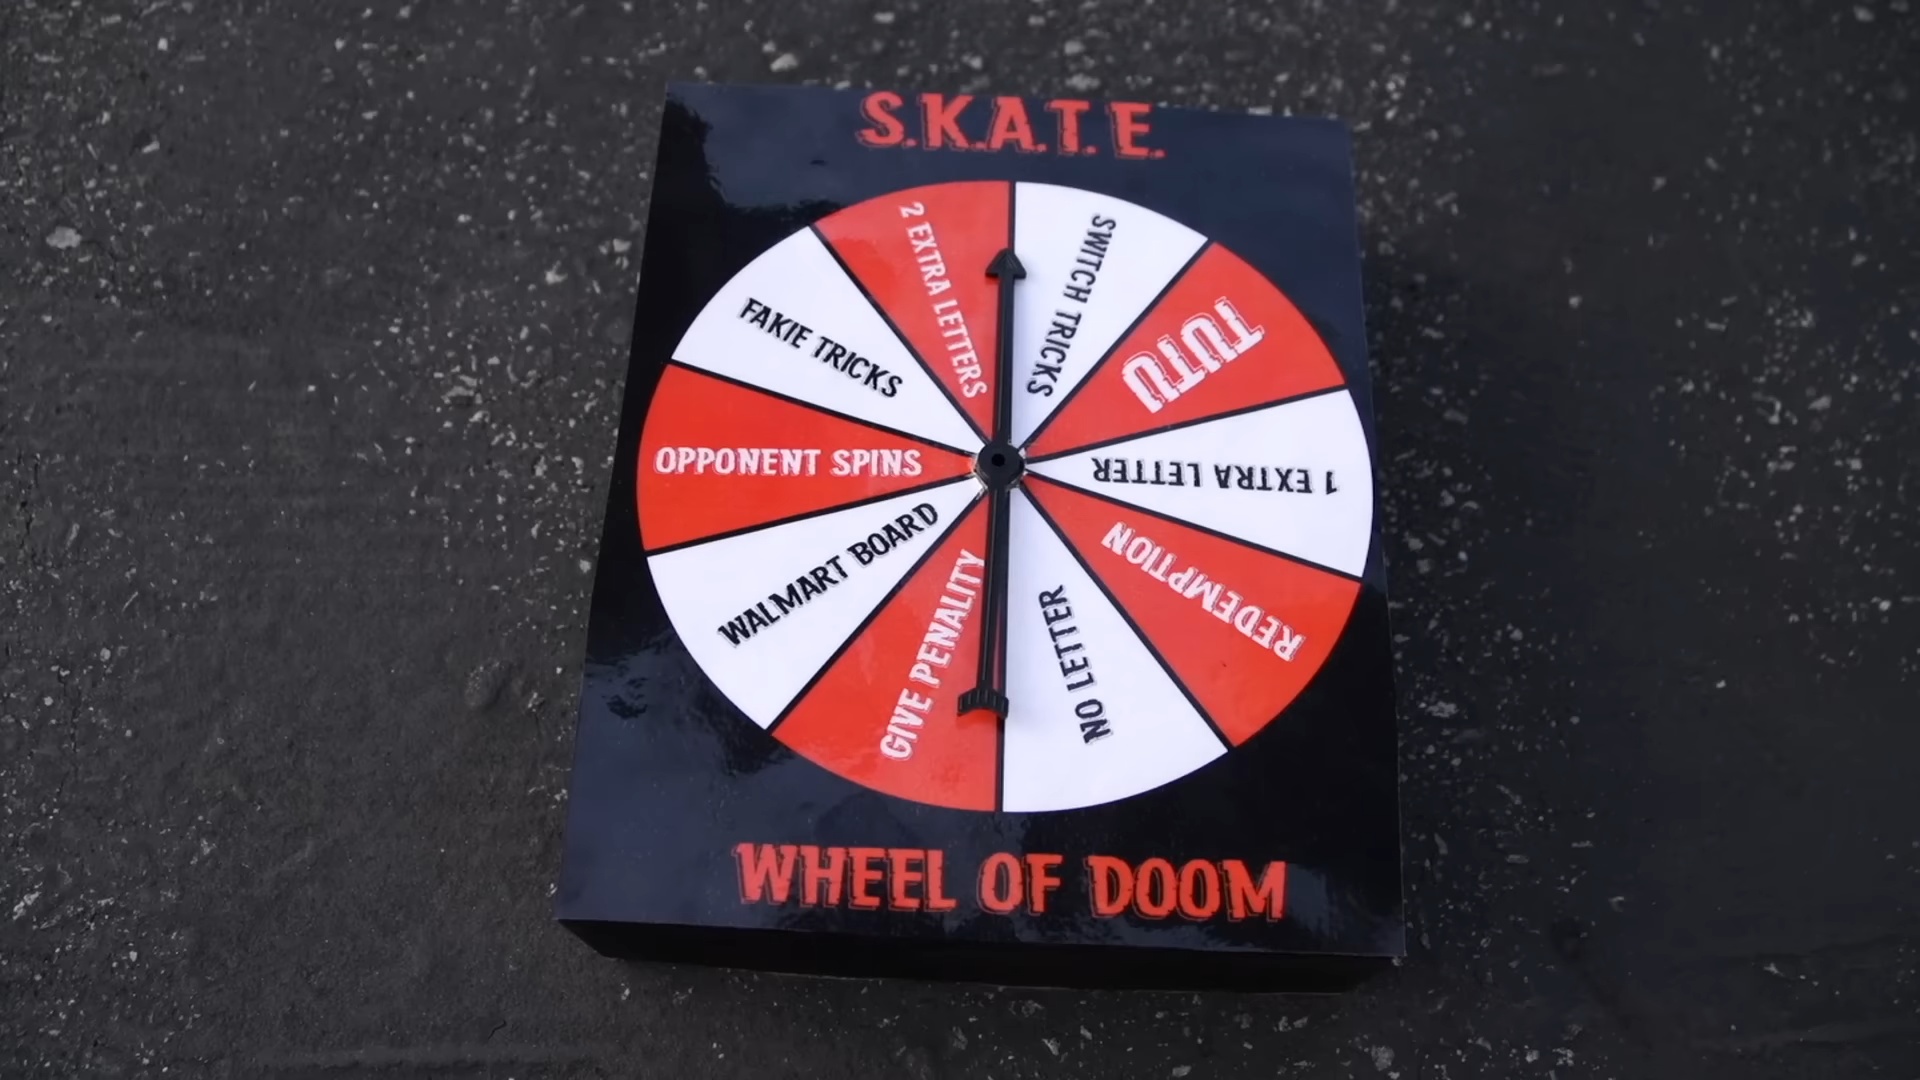 S.K.A.T.E.
SWITCH TRICKS
TUTU
1 EXTRA LETTER
REDEMPTION
NO LETTER
GIVE PENALITY
WALMART BOARD
OPPONENT SPINS
FAKIE TRICKS
2 EXTRA LETTERS
WHEEL OF DOOM